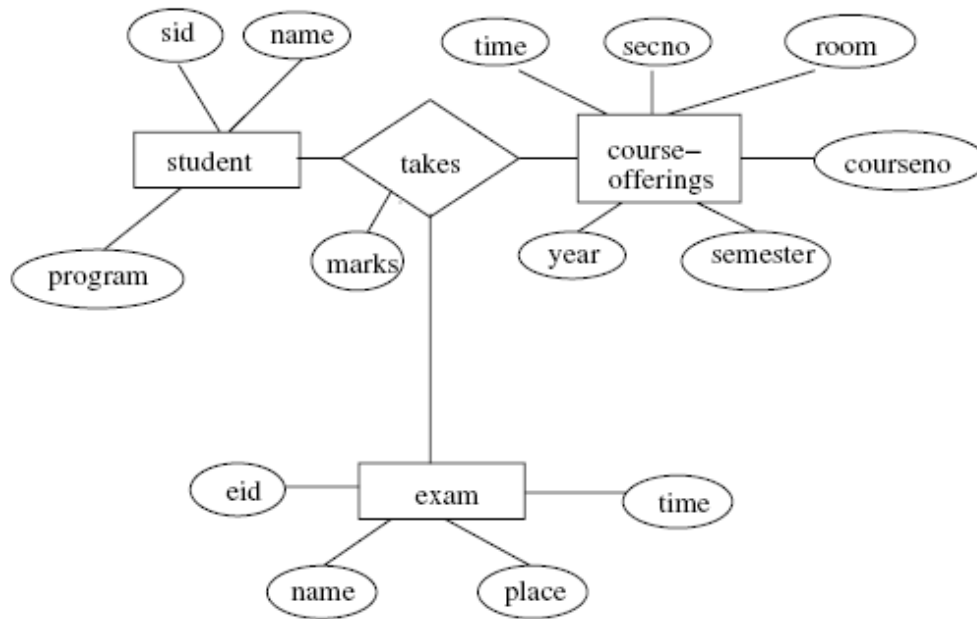 sid
name
time
secno
room
student
takes
course–
offerings
courseno
program
marks
year
semester
eid
exam
time
name
place